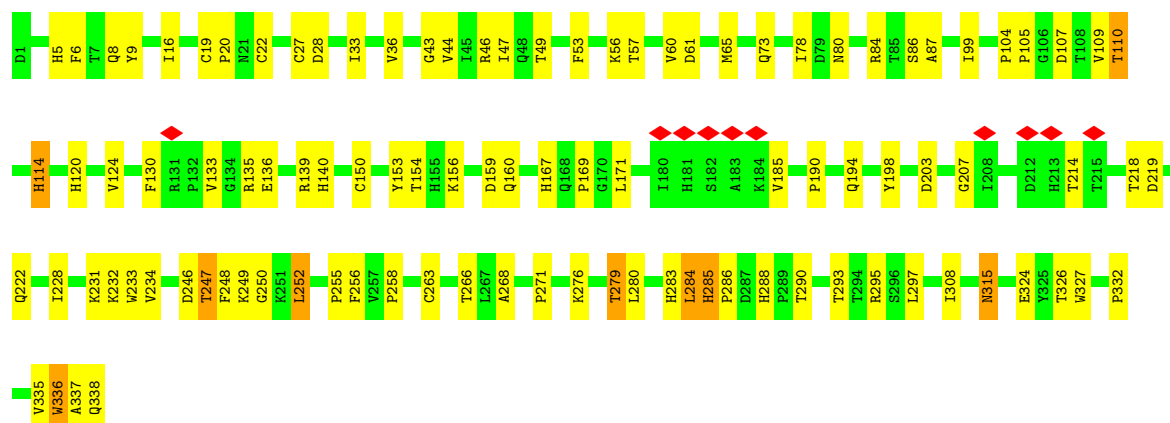 D1 H5 F6 T7 Q8 Y9 I16 C19 P20 N21 C22 C27 D28 I33 V36 G43 V44 I45 R46 I47 Q48 T49 F53 K56 T57 V60 D61 M65 Q73 I78 D79 N80 R84 T85 S86 A87 I99 P104 P105 G106 D107 T108 V109 T110
H114 H120 V124 F130 R131 P132 V133 G134 R135 E136 R139 H140 C150 Y153 T154 H155 K156 D159 Q160 H167 Q168 P169 G170 L171 I180 H181 S182 A183 K184 V185 P190 Q194 Y198 D203 G207 I208 D212 H213 T214 T215 T218 D219
Q222 I228 K231 K232 W233 V234 D246 T247 F248 K249 G250 K251 L252 P255 F256 V257 P258 C263 T266 L267 A268 P271 K276 T279 L280 H283 L284 H285 P286 D287 H288 P289 T290 T293 T294 R295 S296 L297 I308 N315 E324 Y325 T326 W327 P332
V335 W336 A337 Q338